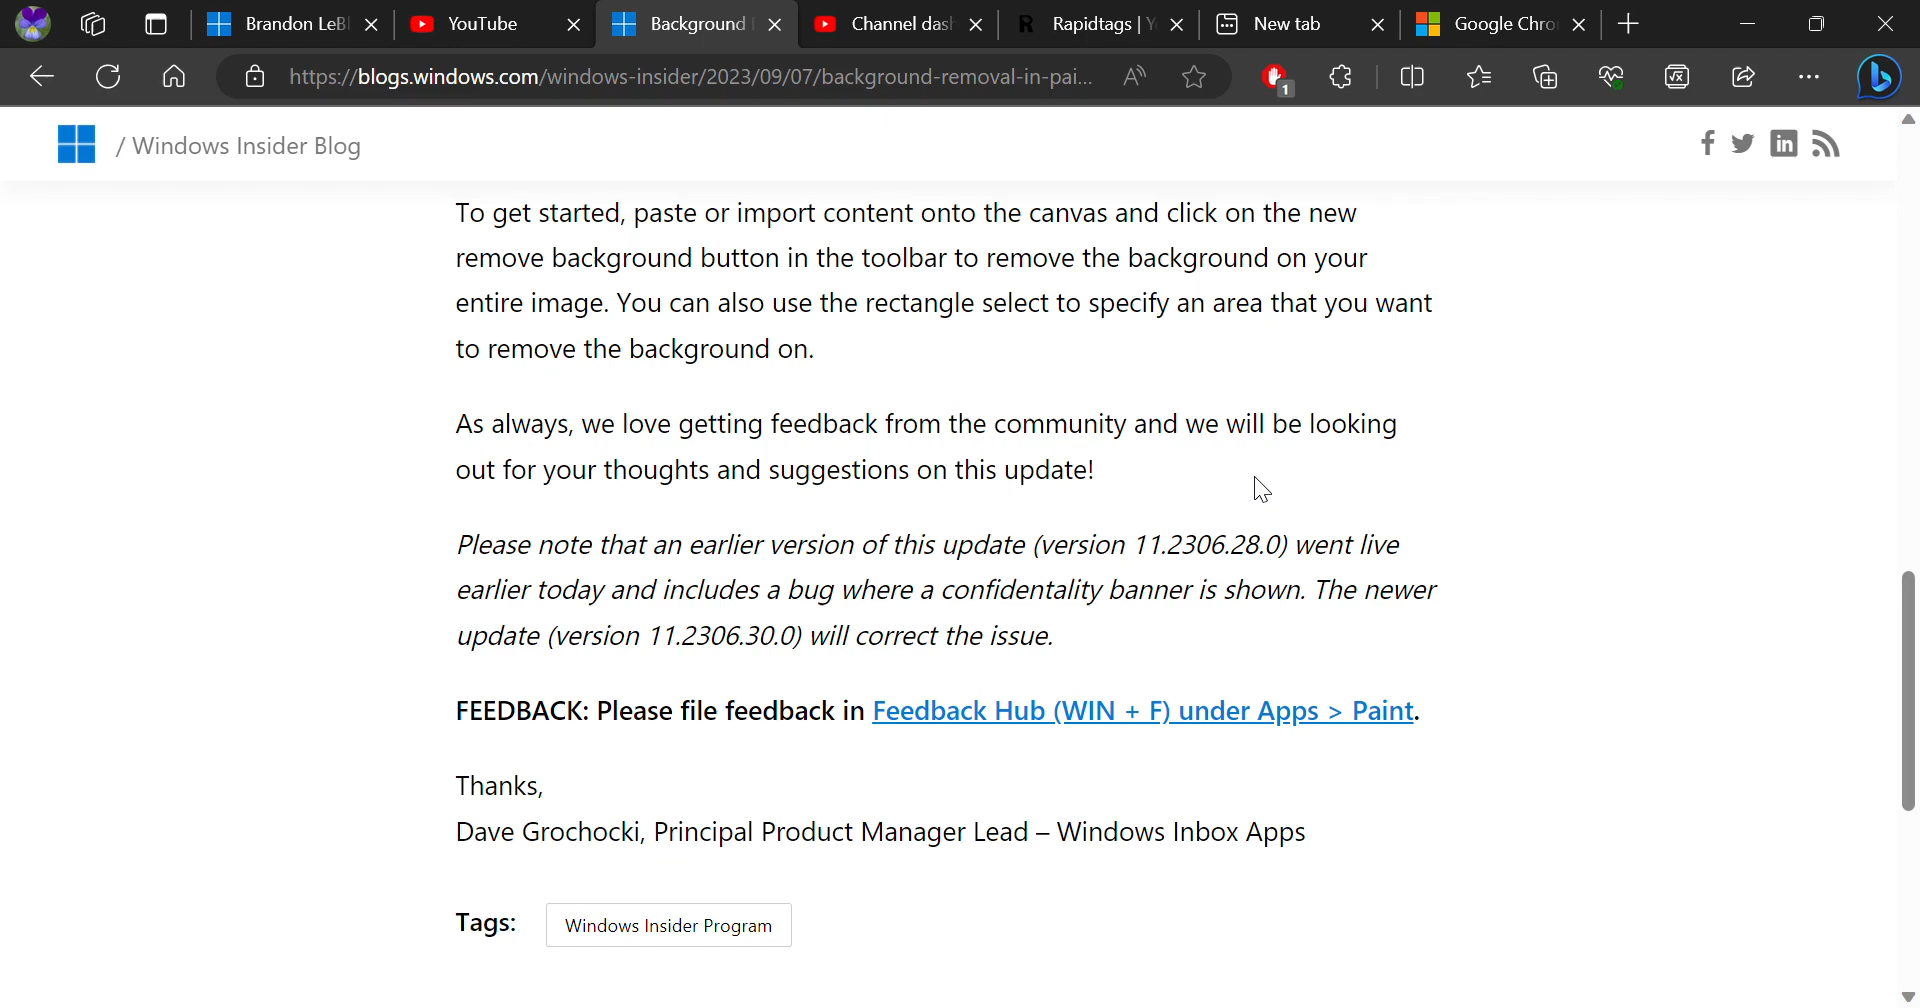 Brandon LeBl
YouTube
Background
Channel das
Rapidtags | Y
New tab
Google Chro
https://blogs.windows.com/windows-insider/2023/09/07/background-removal-in-pai...
1
/ Windows Insider Blog
To get started, paste or import content onto the canvas and click on the new
remove background button in the toolbar to remove the background on your
entire image. You can also use the rectangle select to specify an area that you want
to remove the background on.
As always, we love getting feedback from the community and we will be looking
out for your thoughts and suggestions on this update!
Please note that an earlier version of this update (version 11.2306.28.0) went live
earlier today and includes a bug where a confidentality banner is shown. The newer
update (version 11.2306.30.0) will correct the issue.
FEEDBACK: Please file feedback in Feedback Hub (WIN + F) under Apps > Paint.
Thanks,
Dave Grochocki, Principal Product Manager Lead – Windows Inbox Apps
Tags: Windows Insider Program